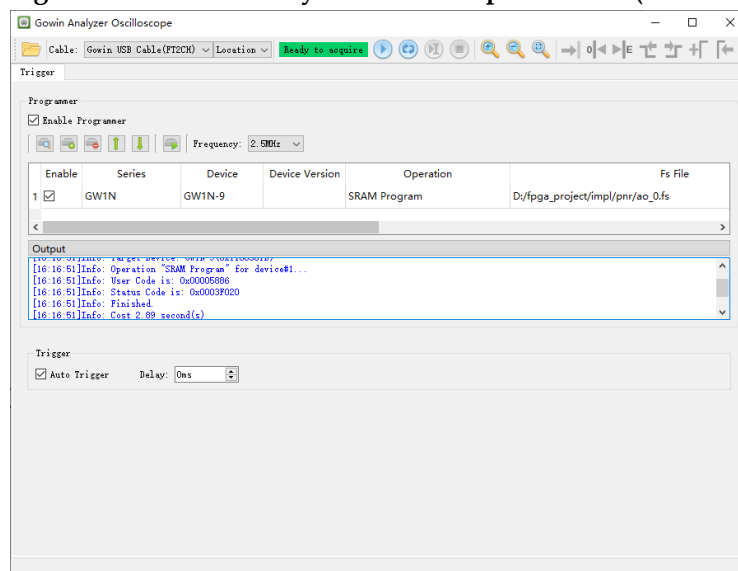 Gowin Analyzer Oscilloscope
Cable: Gowin USB Cable(FT2CH) Location Ready to acquire
Trigger
Programmer
Enable Programmer
Frequency: 2.5MHz
Enable Series Device Device Version Operation Fs File
1 GW1N GW1N-9 SRAM Program D:/fpga_project/impl/pnr/ao_0.fs
Output
[16:16:51]Info: Operation "SRAM Program" for device#1...
[16:16:51]Info: User Code is: 0x00005886
[16:16:51]Info: Status Code is: 0x0003F020
[16:16:51]Info: Finished.
[16:16:51]Info: Cost 2.89 second(s)
Trigger
Auto Trigger Delay: 0ms